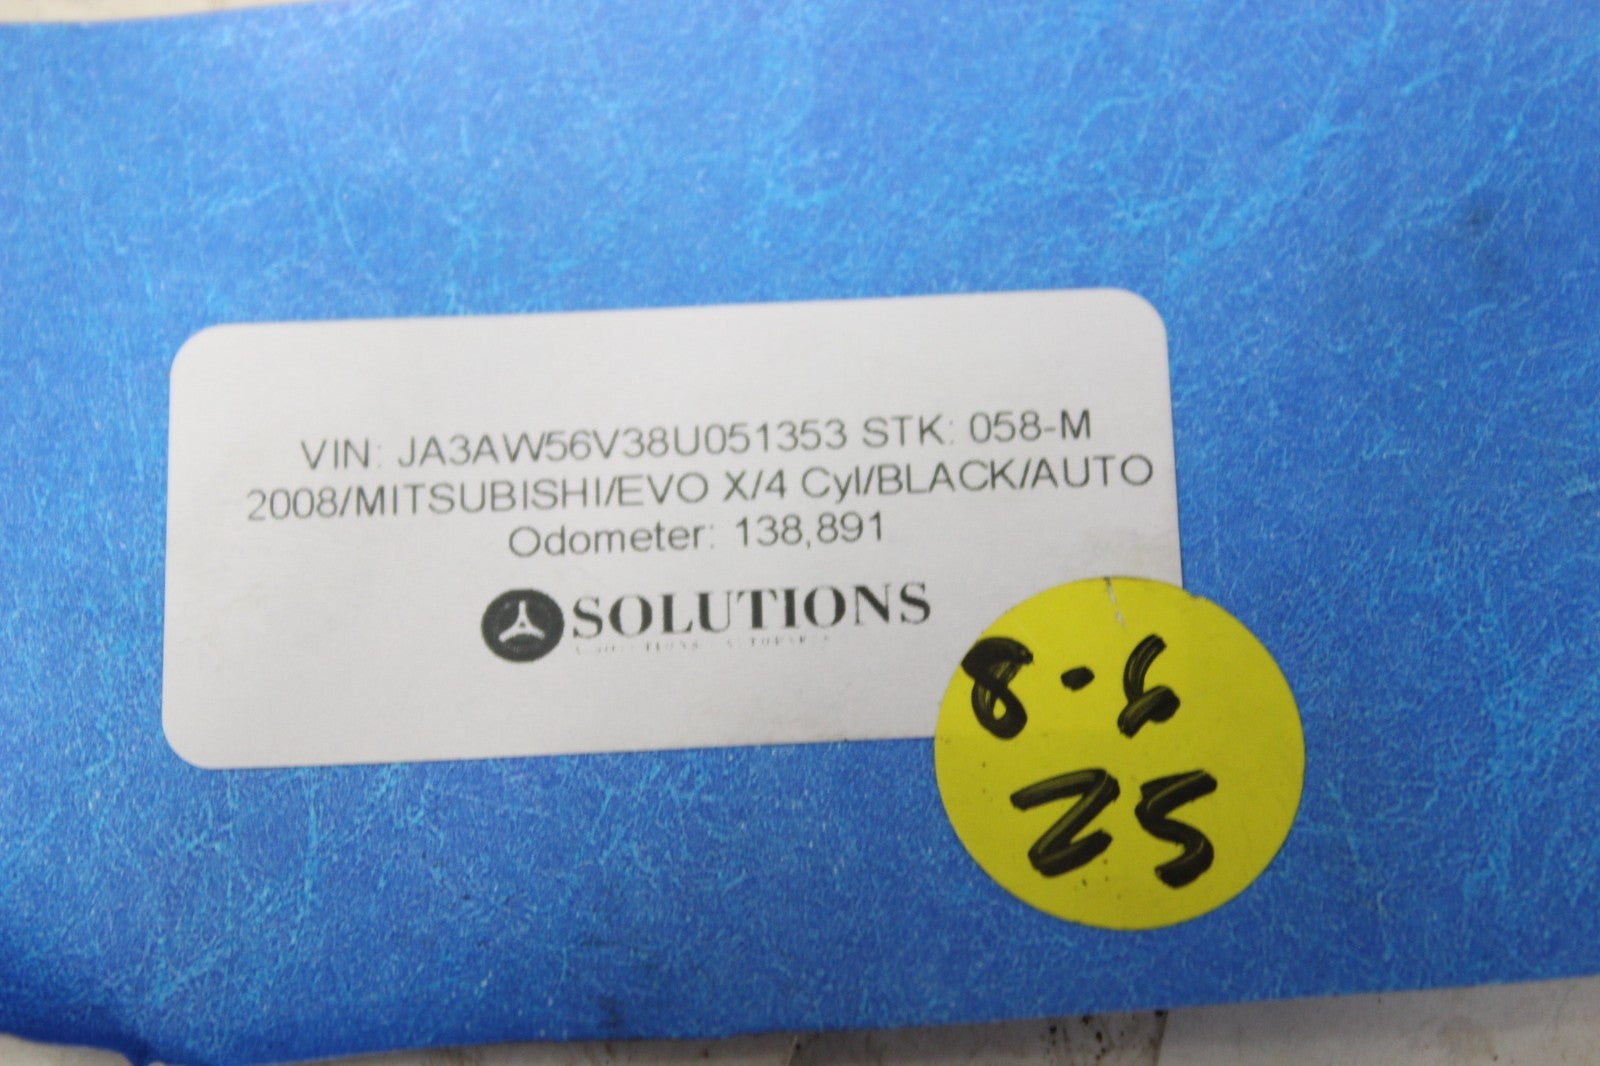 VIN: JA3AW56V38U051353 STK: 058-M
2008/MITSUBISHI/EVO X/4 Cyl/BLACK/AUTO
Odometer: 138,891
SOLUTIONS
8.6
25